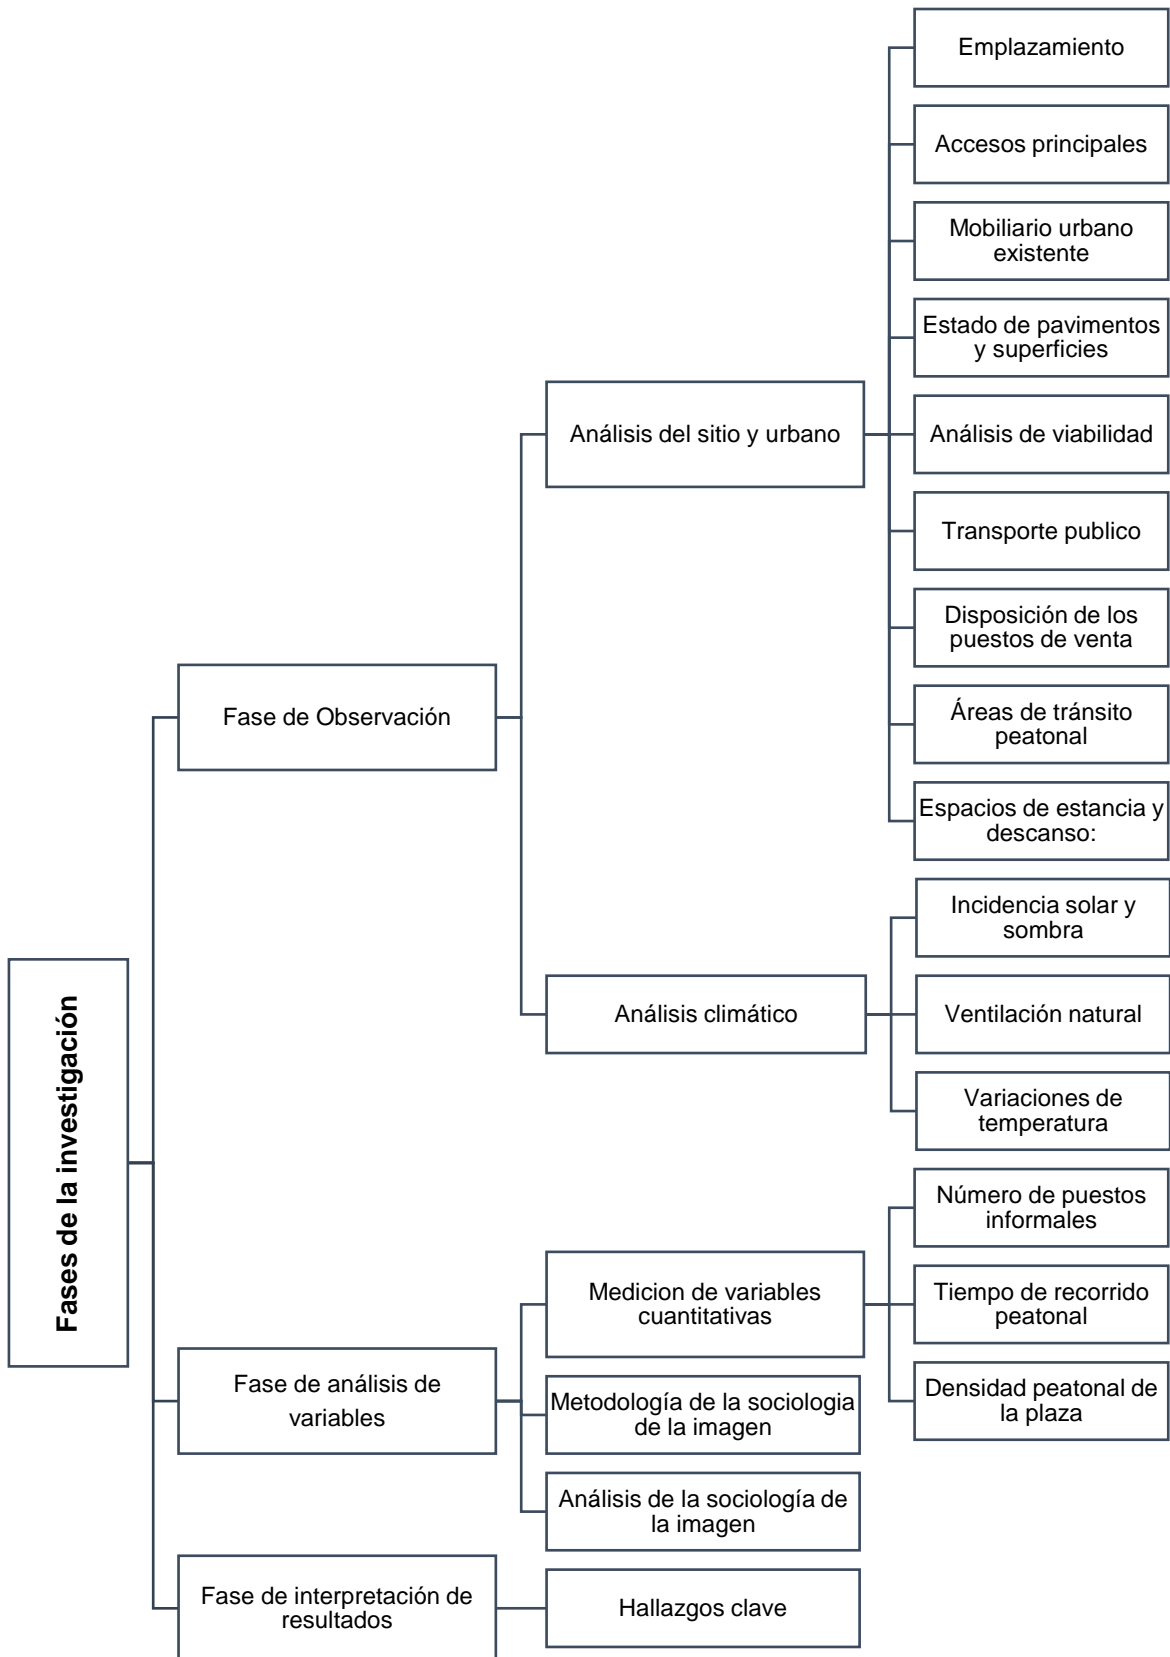 Fases de la investigación
Fase de Observación
Análisis del sitio y urbano
Emplazamiento
Accesos principales
Mobiliario urbano
existente
Estado de pavimentos
y superficies
Análisis de viabilidad
Transporte publico
Disposición de los
puestos de venta
Áreas de tránsito
peatonal
Espacios de estancia y
descanso:
Análisis climático
Incidencia solar y
sombra
Ventilación natural
Variaciones de
temperatura
Fase de análisis de
variables
Medicion de variables
cuantitativas
Número de puestos
informales
Tiempo de recorrido
peatonal
Densidad peatonal de
la plaza
Metodología de la sociologia
de la imagen
Análisis de la sociología de
la imagen
Fase de interpretación de
resultados
Hallazgos clave